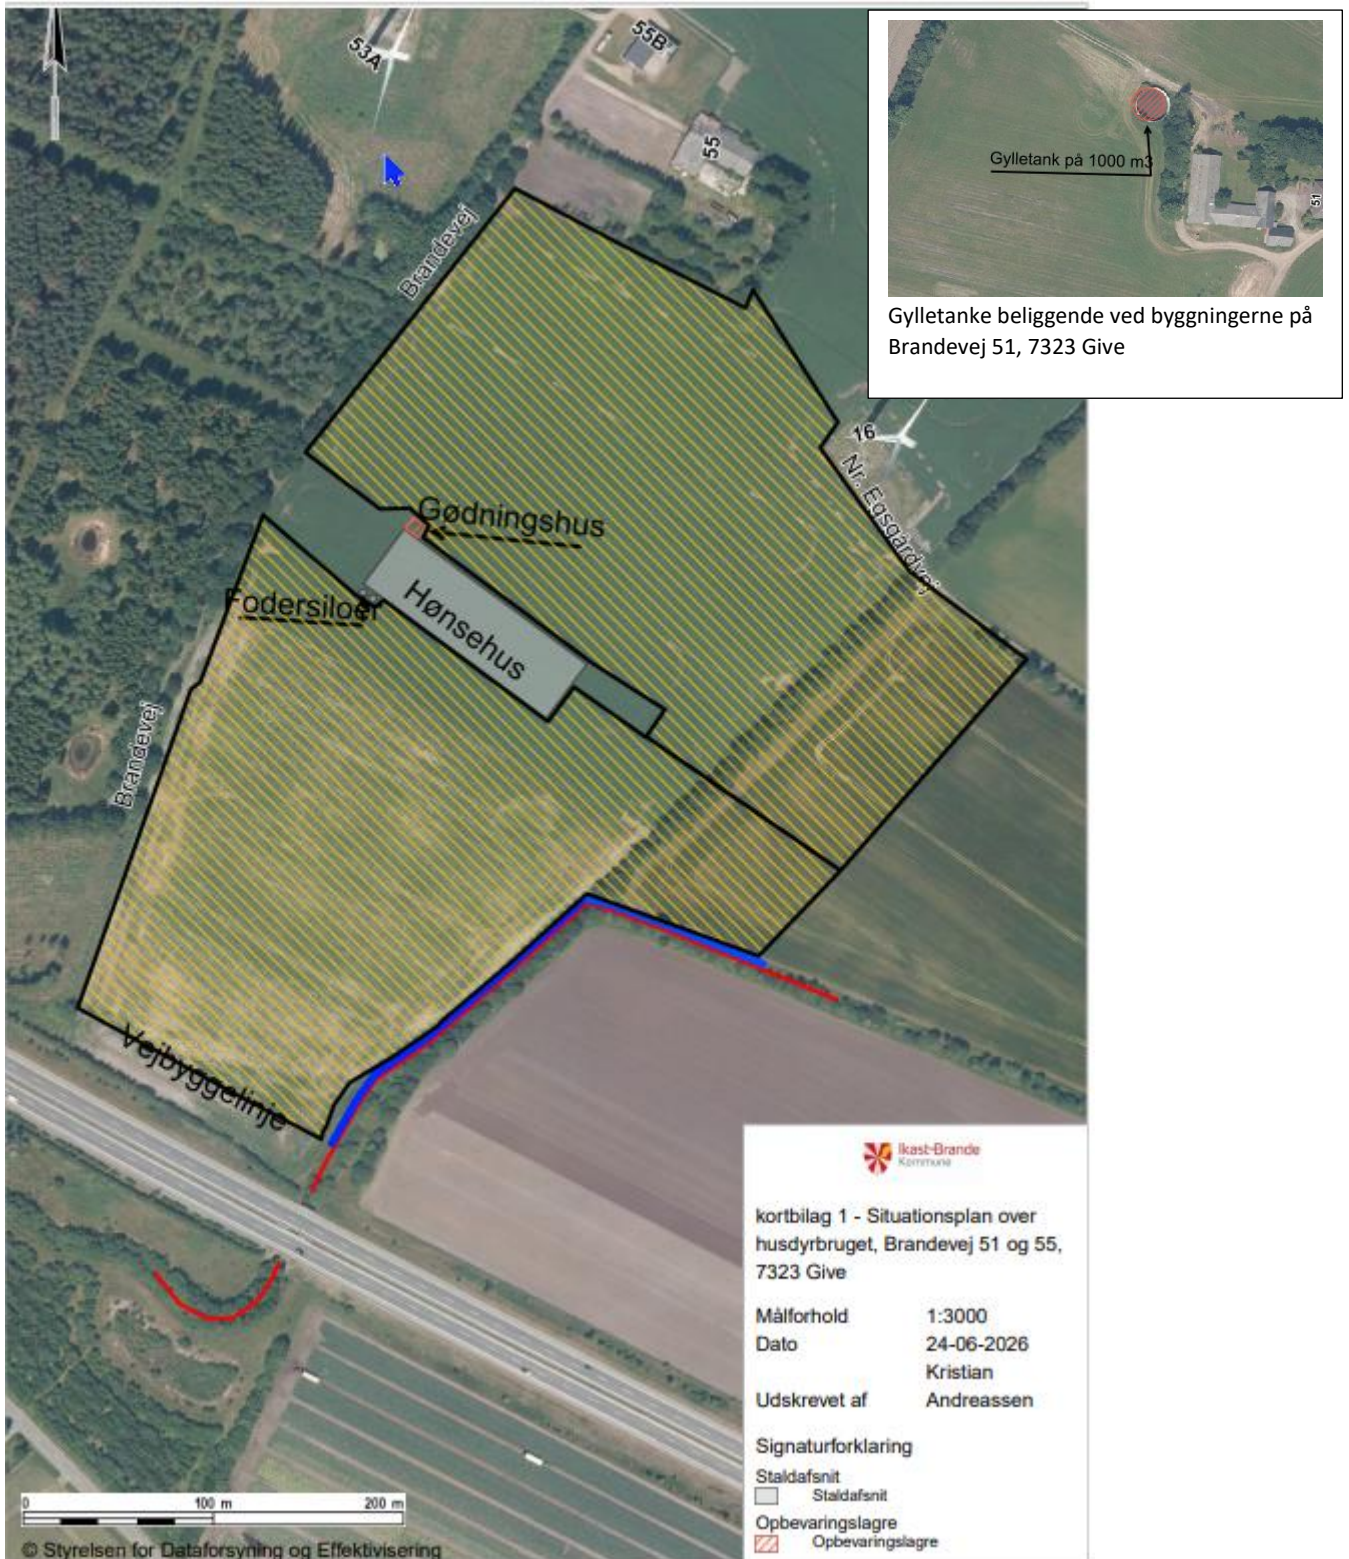 53A
55B
55
Brandevej
Gylletank på 1000 m3
51
Gylletanke beliggende ved byggningerne på
Brandevej 51, 7323 Give
16
Nr. Egsgårdvej
Gødningshus
Fodersiloer
Hønsehus
Brandevej
Vejbyggelinje
Ikast-Brande
Kommune
kortbilag 1 - Situationsplan over
husdyrbruget, Brandevej 51 og 55,
7323 Give
Målforhold 1:3000
Dato 24-06-2026
Kristian
Udskrevet af Andreassen
Signaturforklaring
Staldafsnit
Staldafsnit
Opbevaringslagre
Opbevaringslagre
0 100 m 200 m
© Styrelsen for Dataforsyning og Effektivisering